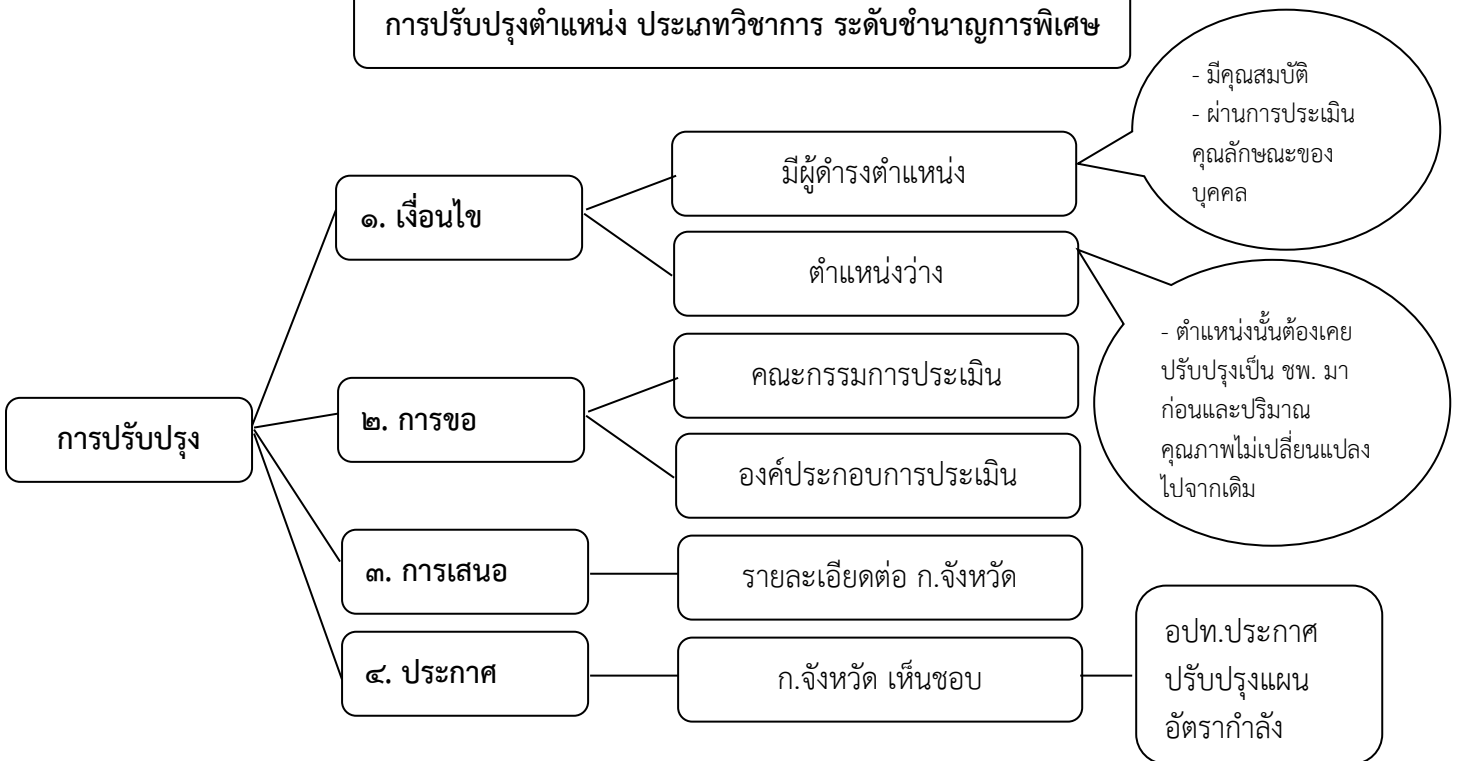 การปรับปรุงตำแหน่ง ประเภทวิชาการ ระดับชำนาญการพิเศษ
- มีคุณสมบัติ
- ผ่านการประเมิน
คุณลักษณะของ
บุคคล
มีผู้ดำรงตำแหน่ง
๑. เงื่อนไข
ตำแหน่งว่าง
- ตำแหน่งนั้นต้องเคย
ปรับปรุงเป็น ชพ. มา
ก่อนและปริมาณ
คุณภาพไม่เปลี่ยนแปลง
ไปจากเดิม
คณะกรรมการประเมิน
๒. การขอ
องค์ประกอบการประเมิน
การปรับปรุง
๓. การเสนอ
รายละเอียดต่อ ก.จังหวัด
๔. ประกาศ
ก.จังหวัด เห็นชอบ
อปท.ประกาศ
ปรับปรุงแผน
อัตรากำลัง